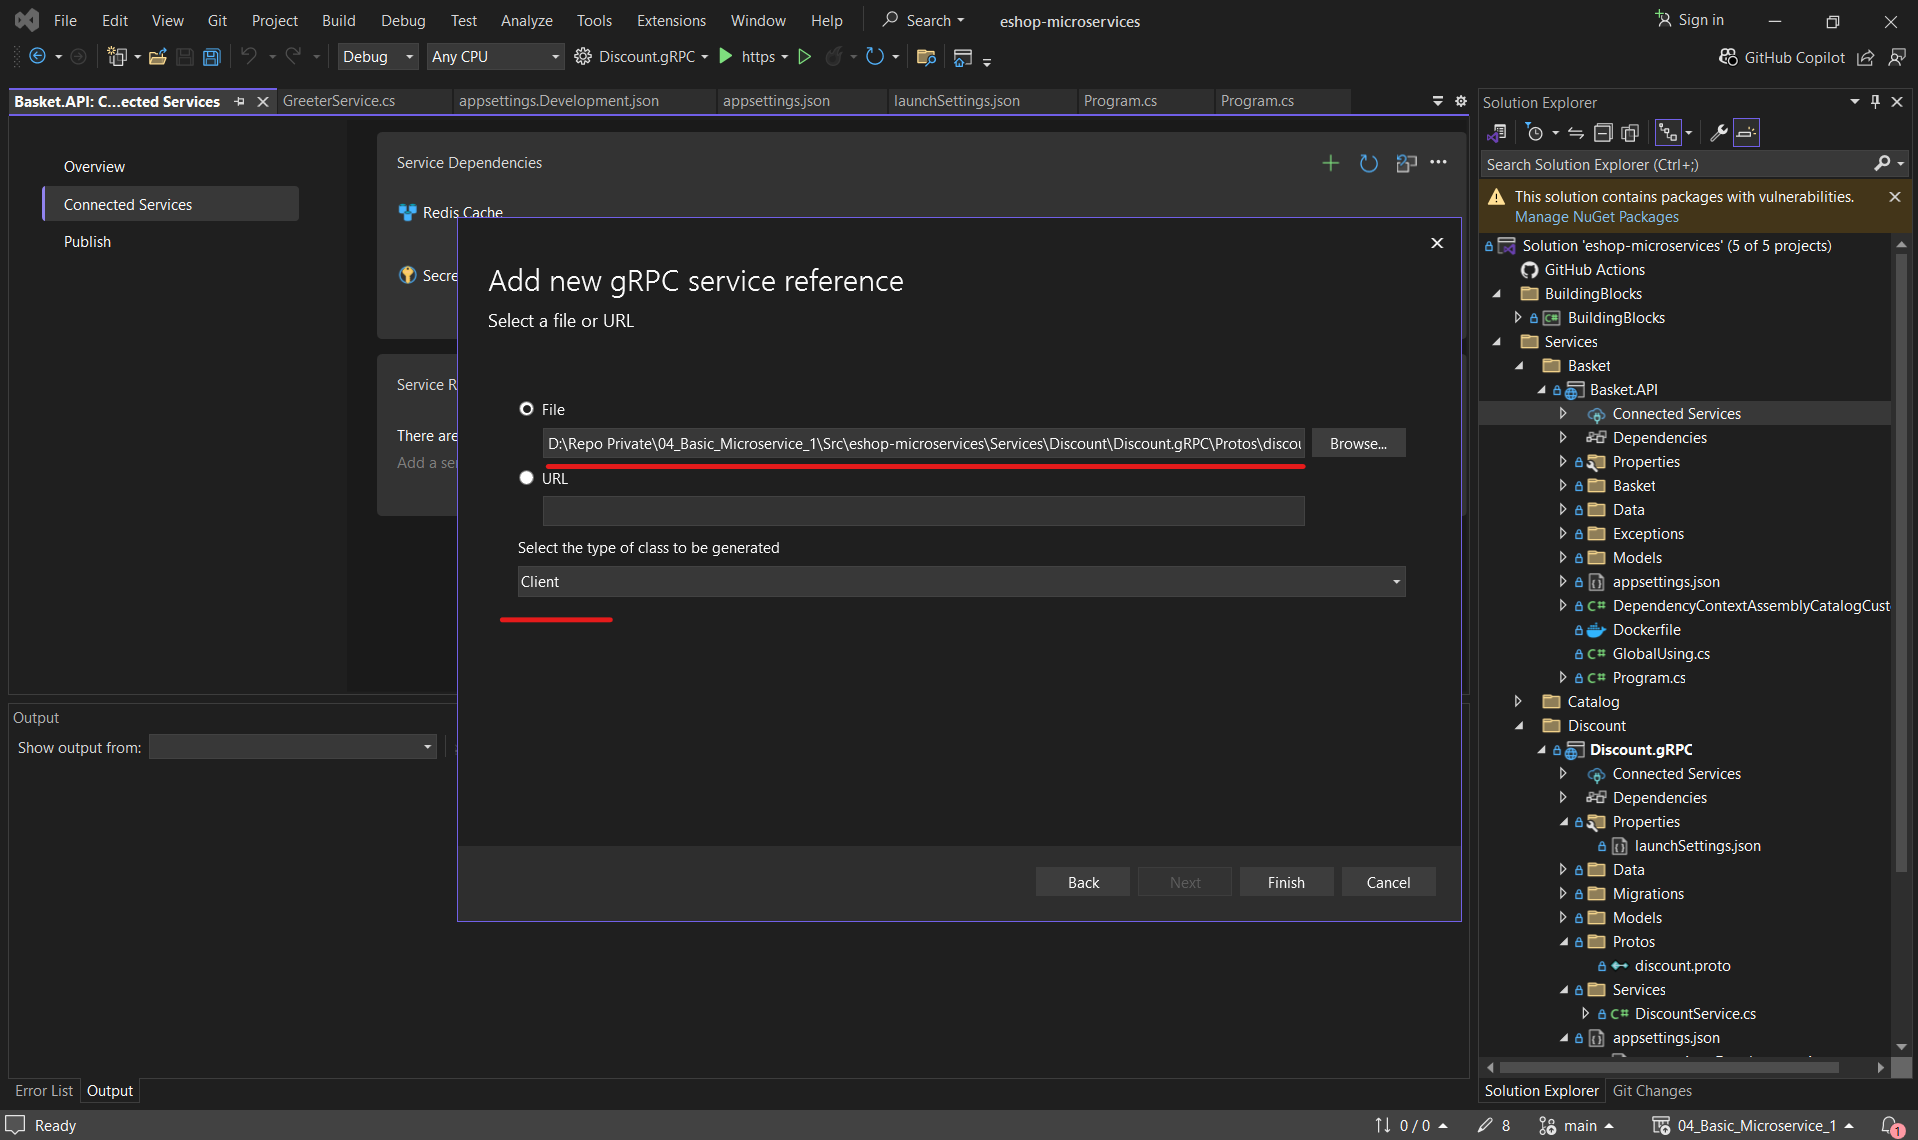 File Edit View Git Project Build Debug Test Analyze Tools Extensions Window Help Search eshop-microservices Sign in
Debug Any CPU Discount.gRPC https GitHub Copilot
Basket.API: C...ected Services GreeterService.cs appsettings.Development.json appsettings.json launchSettings.json Program.cs Program.cs
Overview
Connected Services
Publish
Service Dependencies
Redis Cache
Secre
Service R
There are
Add a ser
Add new gRPC service reference
Select a file or URL
File
D:\Repo Private\04_Basic_Microservice_1\Src\eshop-microservices\Services\Discount\Discount.gRPC\Protos\discou
Browse...
URL
Select the type of class to be generated
Client
Back Next Finish Cancel
Output
Show output from:
Error List Output
Solution Explorer
Search Solution Explorer (Ctrl+;)
This solution contains packages with vulnerabilities.
Manage NuGet Packages
Solution 'eshop-microservices' (5 of 5 projects)
GitHub Actions
BuildingBlocks
BuildingBlocks
Services
Basket
Basket.API
Connected Services
Dependencies
Properties
Basket
Data
Exceptions
Models
appsettings.json
DependencyContextAssemblyCatalogCust
Dockerfile
GlobalUsing.cs
Program.cs
Catalog
Discount
Discount.gRPC
Connected Services
Dependencies
Properties
launchSettings.json
Data
Migrations
Models
Protos
discount.proto
Services
DiscountService.cs
appsettings.json
Solution Explorer Git Changes
Ready 0 / 0 8 main 04_Basic_Microservice_1 1